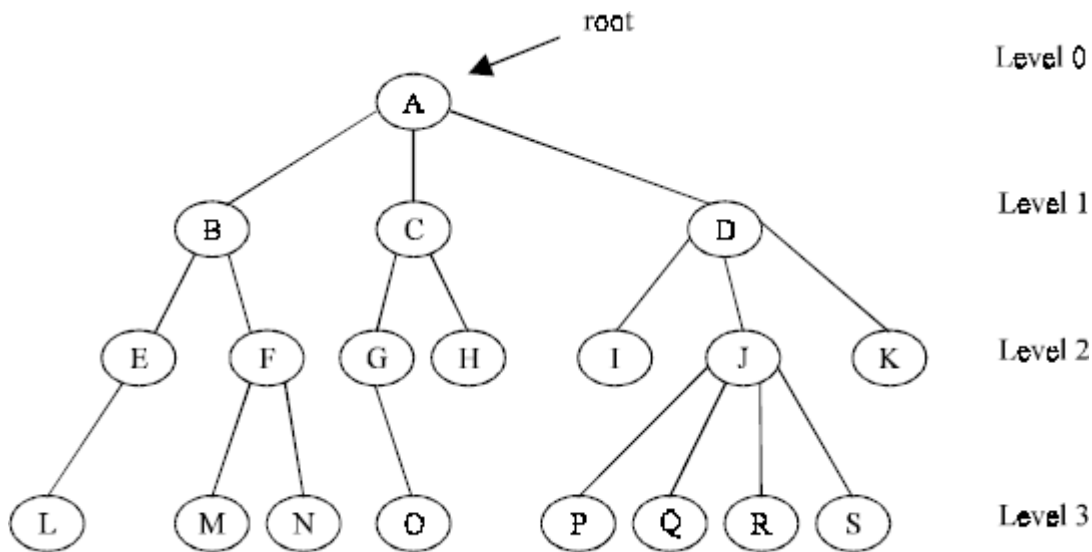 root
Level 0
A
Level 1
B C D
Level 2
E F G H I J K
Level 3
L M N O P Q R S